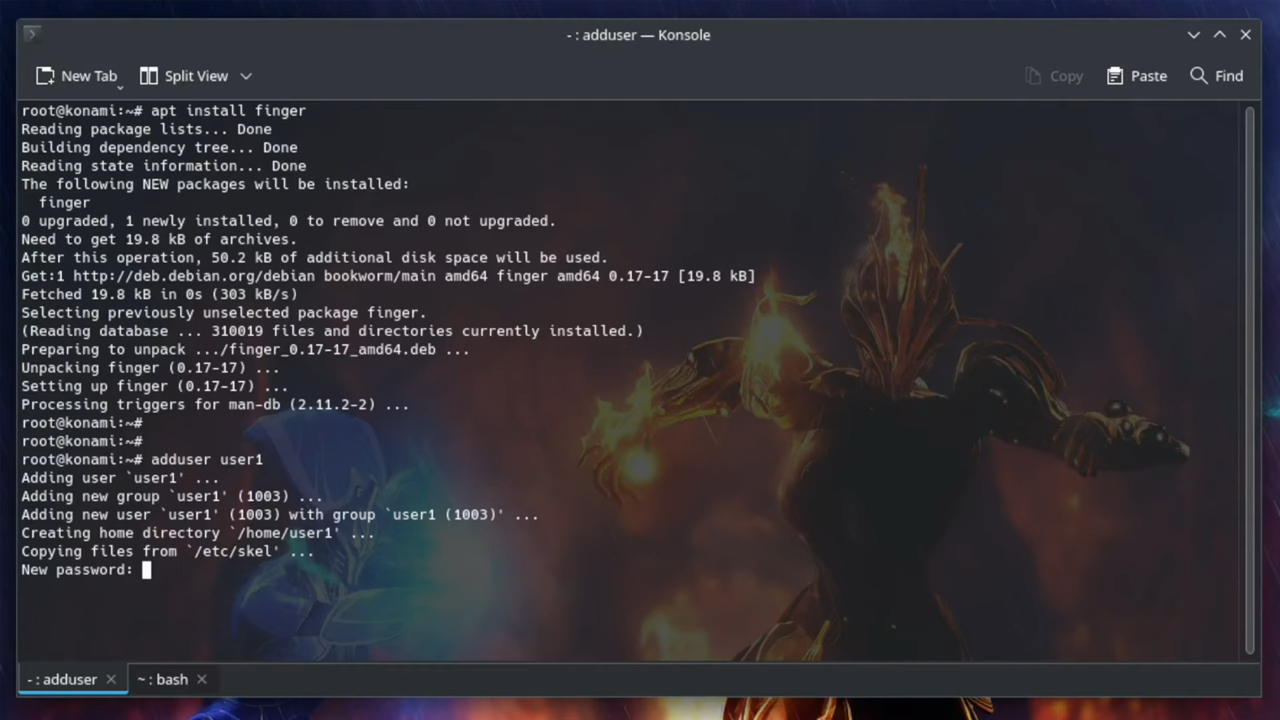 - : adduser — Konsole
New Tab Split View Copy Paste Find
root@konami:~# apt install finger
Reading package lists... Done
Building dependency tree... Done
Reading state information... Done
The following NEW packages will be installed:
  finger
0 upgraded, 1 newly installed, 0 to remove and 0 not upgraded.
Need to get 19.8 kB of archives.
After this operation, 50.2 kB of additional disk space will be used.
Get:1 http://deb.debian.org/debian bookworm/main amd64 finger amd64 0.17-17 [19.8 kB]
Fetched 19.8 kB in 0s (303 kB/s)
Selecting previously unselected package finger.
(Reading database ... 310019 files and directories currently installed.)
Preparing to unpack .../finger_0.17-17_amd64.deb ...
Unpacking finger (0.17-17) ...
Setting up finger (0.17-17) ...
Processing triggers for man-db (2.11.2-2) ...
root@konami:~#
root@konami:~#
root@konami:~# adduser user1
Adding user `user1' ...
Adding new group `user1' (1003) ...
Adding new user `user1' (1003) with group `user1 (1003)' ...
Creating home directory `/home/user1' ...
Copying files from `/etc/skel' ...
New password:
- : adduser ~ : bash